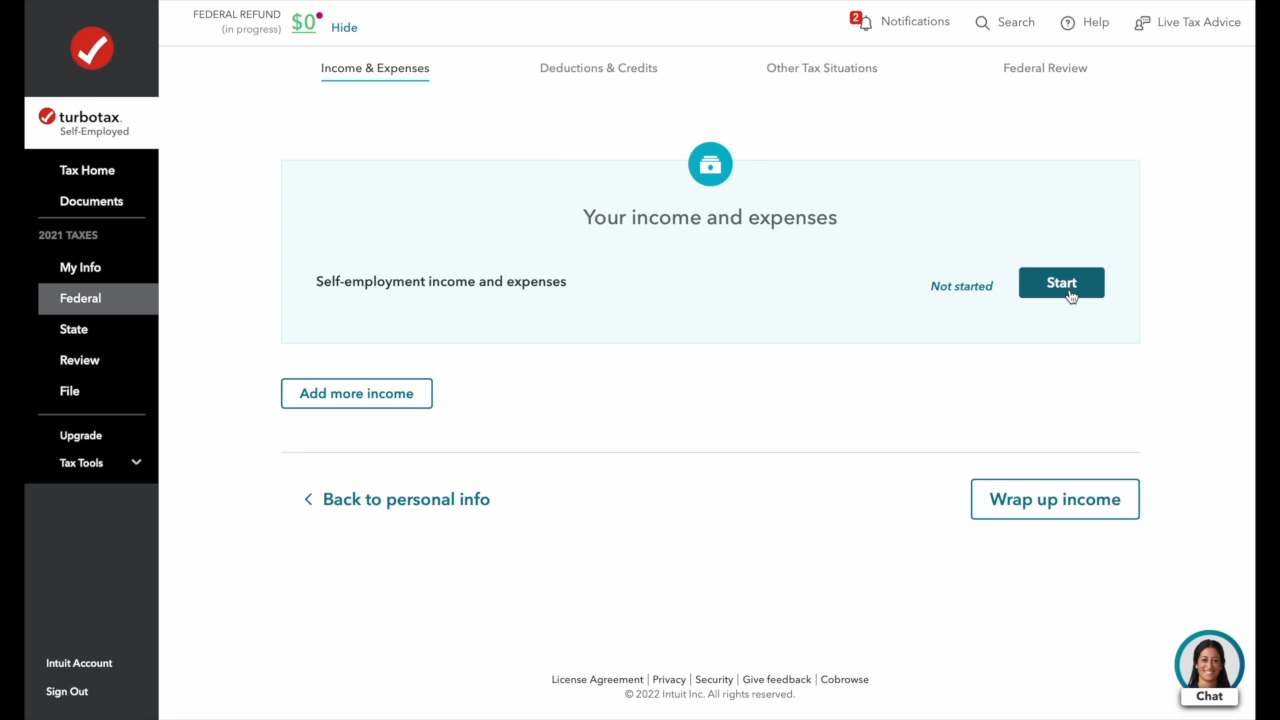 FEDERAL REFUND
(in progress)
$0
Hide
2
Notifications
Search
Help
Live Tax Advice
Income & Expenses
Deductions & Credits
Other Tax Situations
Federal Review
turbotax.
Self-Employed
Tax Home
Documents
2021 TAXES
My Info
Federal
State
Review
File
Upgrade
Tax Tools
Intuit Account
Sign Out
Your income and expenses
Self-employment income and expenses
Not started
Start
Add more income
Back to personal info
Wrap up income
License Agreement | Privacy | Security | Give feedback | Cobrowse
© 2022 Intuit Inc. All rights reserved.
Chat